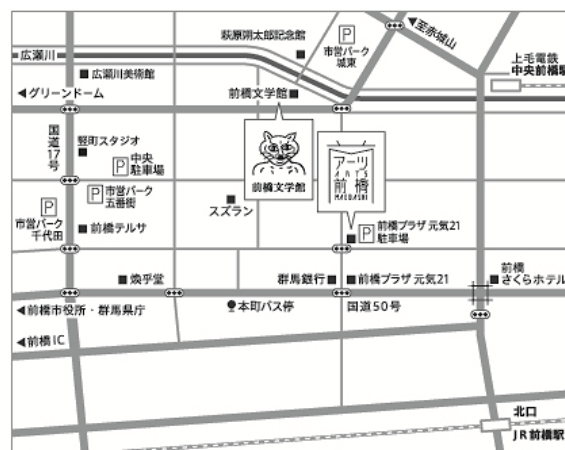 萩原朔太郎記念館
P
市営パーク
城東
◀至赤城山
広瀬川
広瀬川美術館
上毛電鉄
中央前橋駅
◀グリーンドーム
前橋文学館
国道17号
竪町スタジオ
P 中央
駐車場
前橋文学館
アーツ
ARTS
前橋
MAEBASHI
P 市営パーク
五番街
P
市営パーク
千代田
スズラン
前橋テルサ
P 前橋プラザ元気21
駐車場
煥乎堂
群馬銀行
前橋プラザ元気21
前橋
さくらホテル
◀前橋市役所・群馬県庁
本町バス停
国道50号
◀前橋IC
北口
JR前橋駅